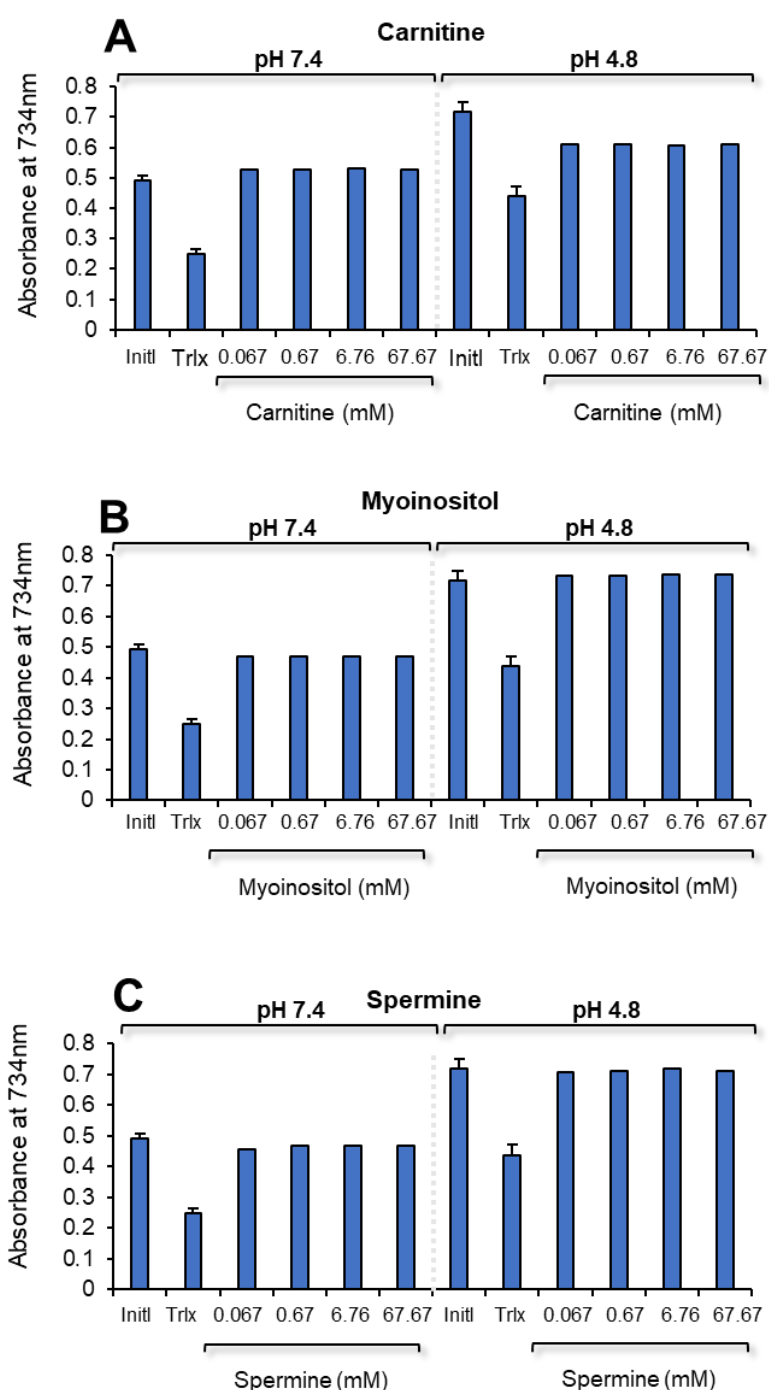 A
Carnitine
pH 7.4 pH 4.8
Absorbance at 734nm
0.8
0.7
0.6
0.5
0.4
0.3
0.2
0.1
0
Initl Trlx 0.067 0.67 6.76 67.67 Initl Trlx 0.067 0.67 6.76 67.67
Carnitine (mM) Carnitine (mM)
B
Myoinositol
pH 7.4 pH 4.8
Absorbance at 734nm
0.8
0.7
0.6
0.5
0.4
0.3
0.2
0.1
0
Initl Trlx 0.067 0.67 6.76 67.67 Initl Trlx 0.067 0.67 6.76 67.67
Myoinositol (mM) Myoinositol (mM)
C
Spermine
pH 7.4 pH 4.8
Absorbance at 734nm
0.8
0.7
0.6
0.5
0.4
0.3
0.2
0.1
0
Initl Trlx 0.067 0.67 6.76 67.67 Initl Trlx 0.067 0.67 6.76 67.67
Spermine (mM) Spermine (mM)